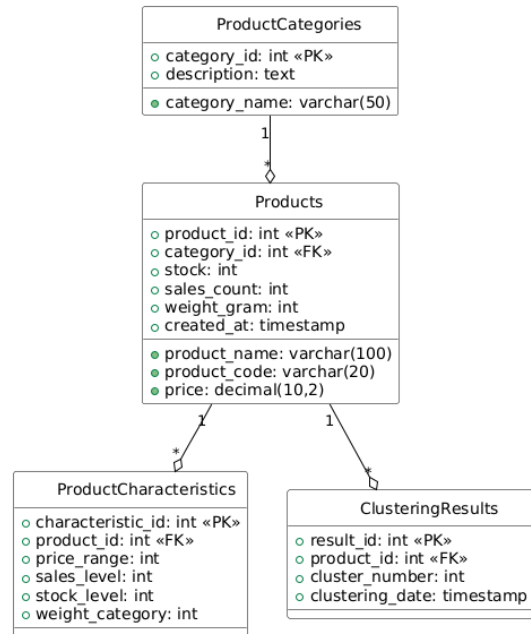 ProductCategories
category_id: int «PK»
description: text
category_name: varchar(50)
1
*
Products
product_id: int «PK»
category_id: int «FK»
stock: int
sales_count: int
weight_gram: int
created_at: timestamp
product_name: varchar(100)
product_code: varchar(20)
price: decimal(10,2)
1
1
*
*
ProductCharacteristics
characteristic_id: int «PK»
product_id: int «FK»
price_range: int
sales_level: int
stock_level: int
weight_category: int
ClusteringResults
result_id: int «PK»
product_id: int «FK»
cluster_number: int
clustering_date: timestamp